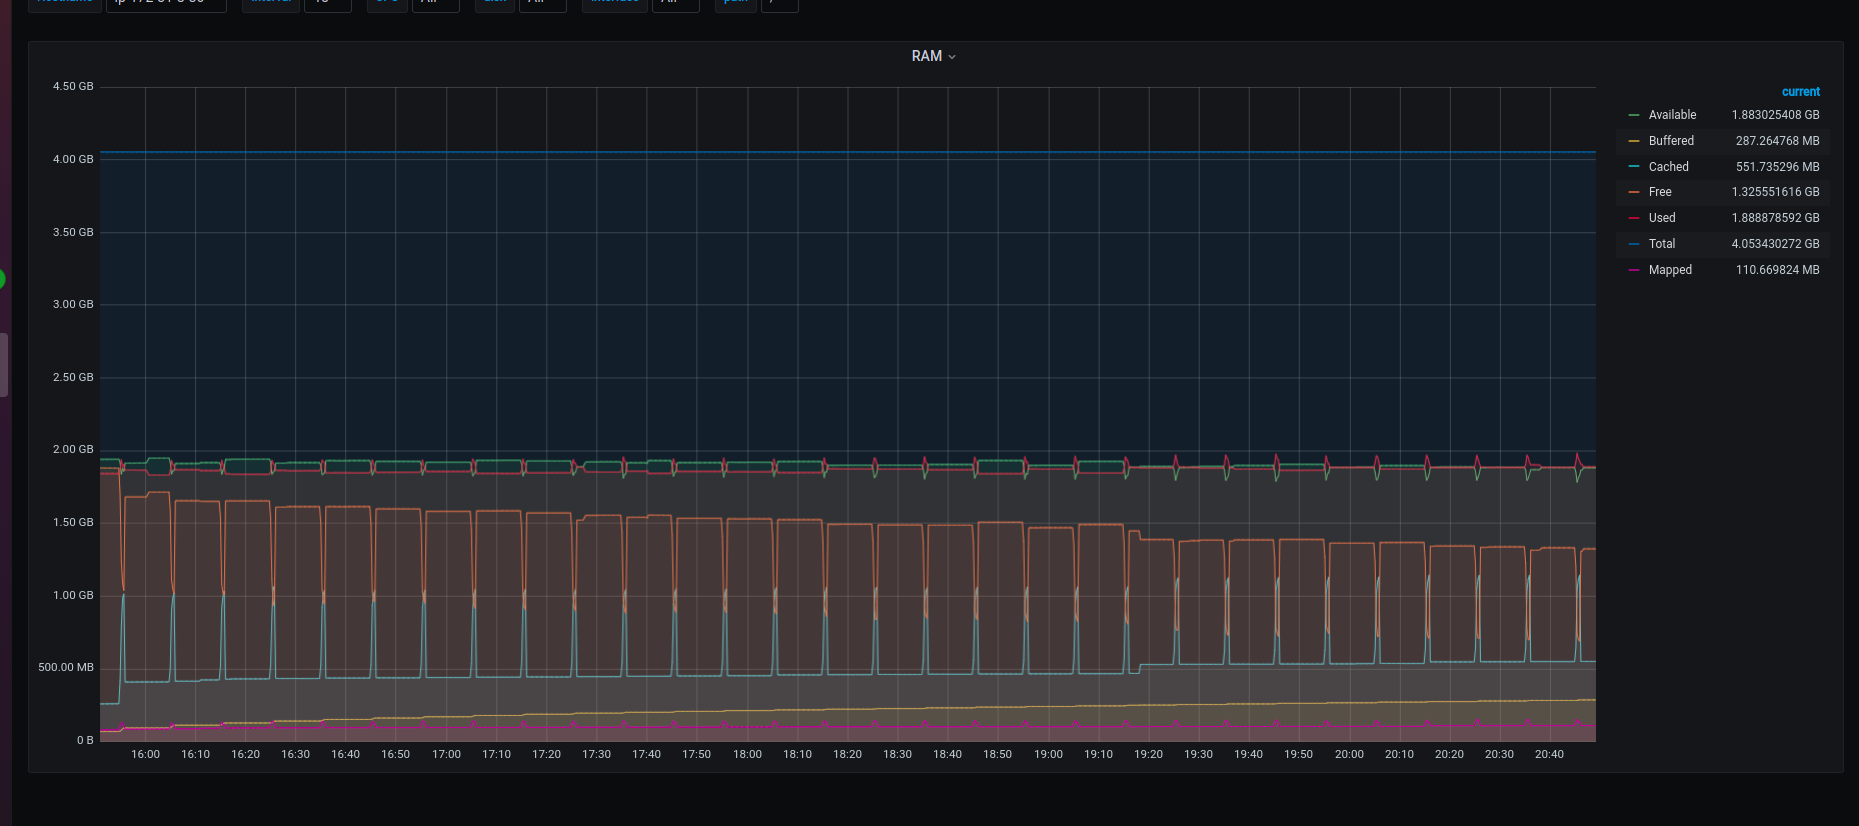 RAM
4.50 GB
4.00 GB
3.50 GB
3.00 GB
2.50 GB
2.00 GB
1.50 GB
1.00 GB
500.00 MB
0 B
16:00 16:10 16:20 16:30 16:40 16:50 17:00 17:10 17:20 17:30 17:40 17:50 18:00 18:10 18:20 18:30 18:40 18:50 19:00 19:10 19:20 19:30 19:40 19:50 20:00 20:10 20:20 20:30 20:40
current
Available 1.883025408 GB
Buffered 287.264768 MB
Cached 551.735296 MB
Free 1.325551616 GB
Used 1.888878592 GB
Total 4.053430272 GB
Mapped 110.669824 MB